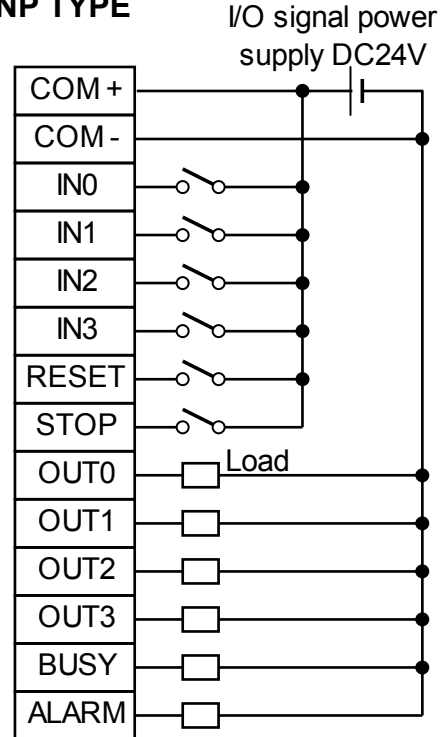 NP TYPE
I/O signal power
supply DC24V
COM +
COM -
IN0
IN1
IN2
IN3
RESET
STOP
OUT0
Load
OUT1
OUT2
OUT3
BUSY
ALARM